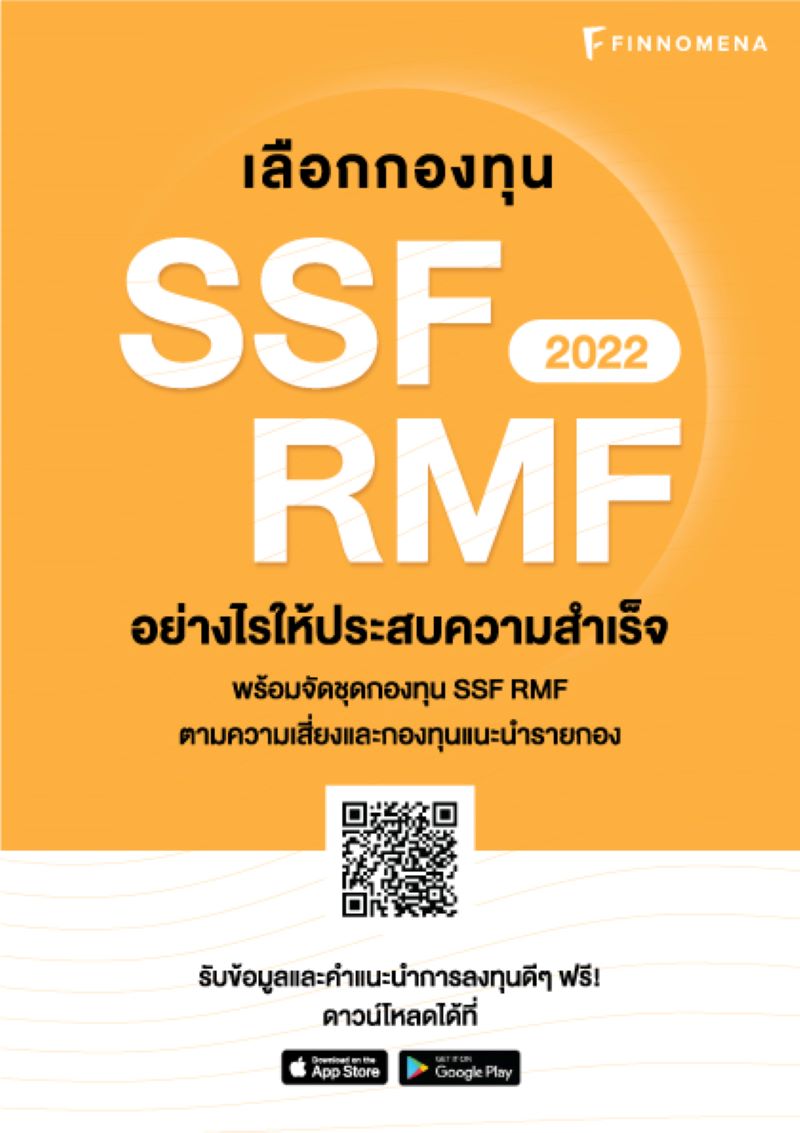 FINNOMENA
เลือกกองทุน
SSF
2022
RMF
อย่างไรให้ประสบความสำเร็จ
พร้อมจัดชุดกองทุน SSF RMF
ตามความเสี่ยงและกองทุนแนะนำรายกอง
รับข้อมูลและคำแนะนำการลงทุนดีๆ ฟรี!
ดาวน์โหลดได้ที่
Download on the
App Store
GET IT ON
Google Play